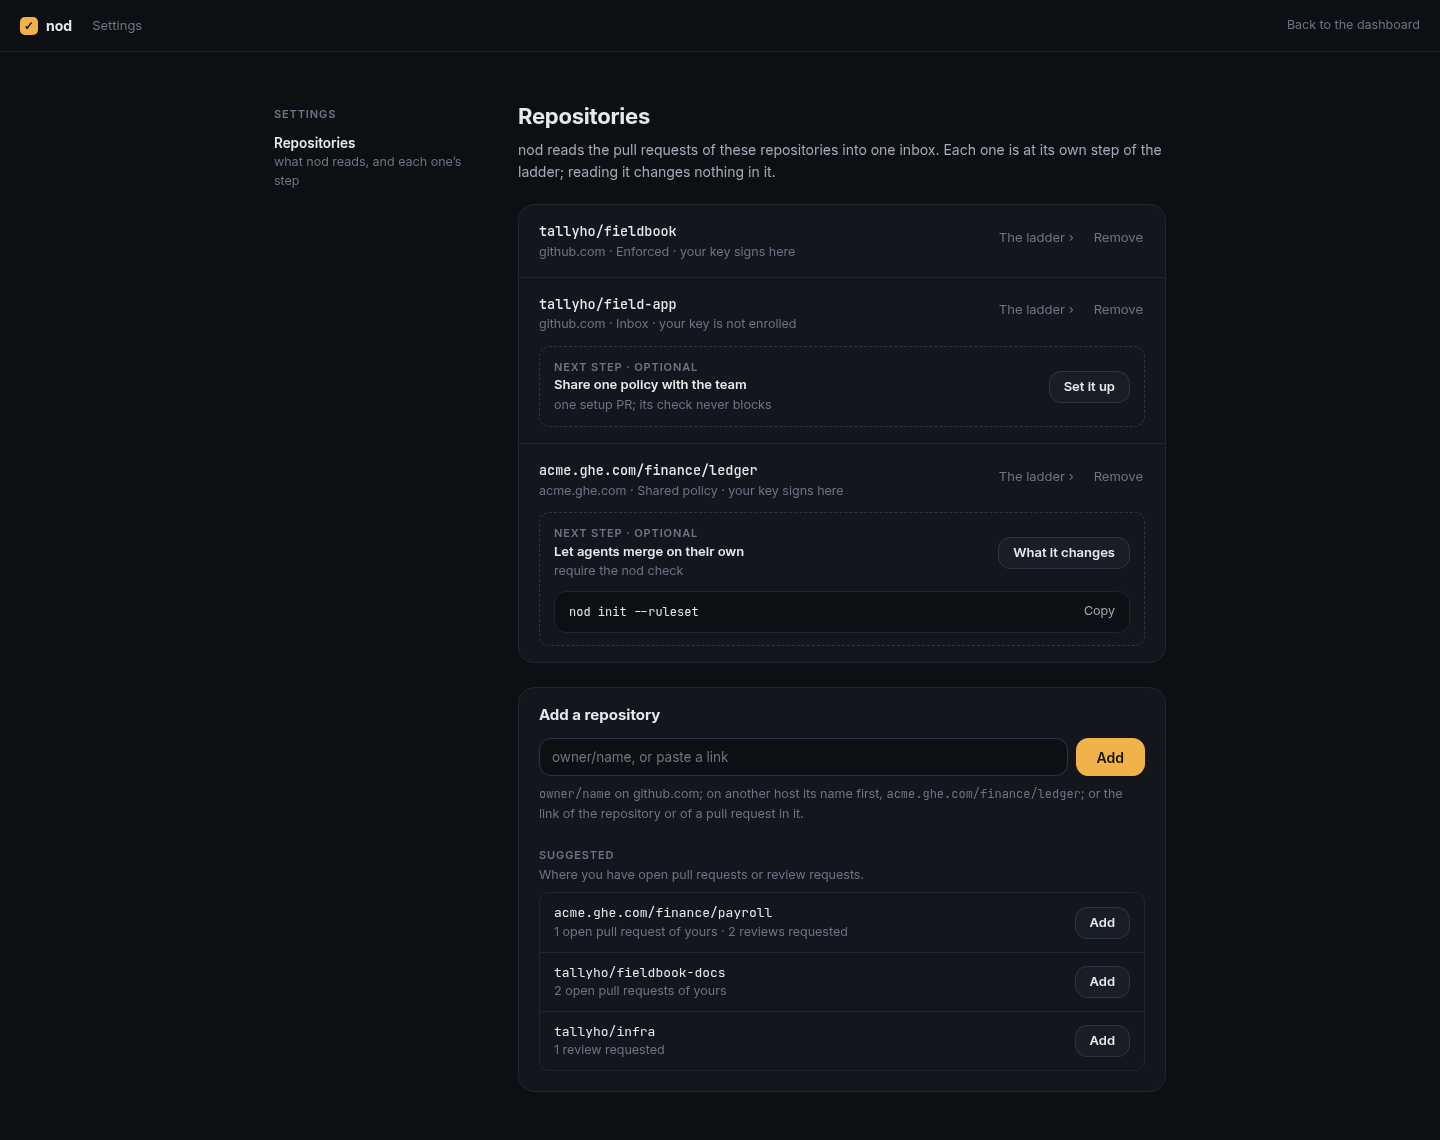 ✓ nod Settings Back to the dashboard
SETTINGS
Repositories
what nod reads, and each one’s
step
Repositories
nod reads the pull requests of these repositories into one inbox. Each one is at its own step of the
ladder; reading it changes nothing in it.
tallyho/fieldbook
github.com · Enforced · your key signs here
The ladder › Remove
tallyho/field-app
github.com · Inbox · your key is not enrolled
The ladder › Remove
NEXT STEP · OPTIONAL
Share one policy with the team
one setup PR; its check never blocks
Set it up
acme.ghe.com/finance/ledger
acme.ghe.com · Shared policy · your key signs here
The ladder › Remove
NEXT STEP · OPTIONAL
Let agents merge on their own
require the nod check
What it changes
nod init --ruleset Copy
Add a repository
owner/name, or paste a link Add
owner/name on github.com; on another host its name first, acme.ghe.com/finance/ledger; or the
link of the repository or of a pull request in it.
SUGGESTED
Where you have open pull requests or review requests.
acme.ghe.com/finance/payroll
1 open pull request of yours · 2 reviews requested
Add
tallyho/fieldbook-docs
2 open pull requests of yours
Add
tallyho/infra
1 review requested
Add